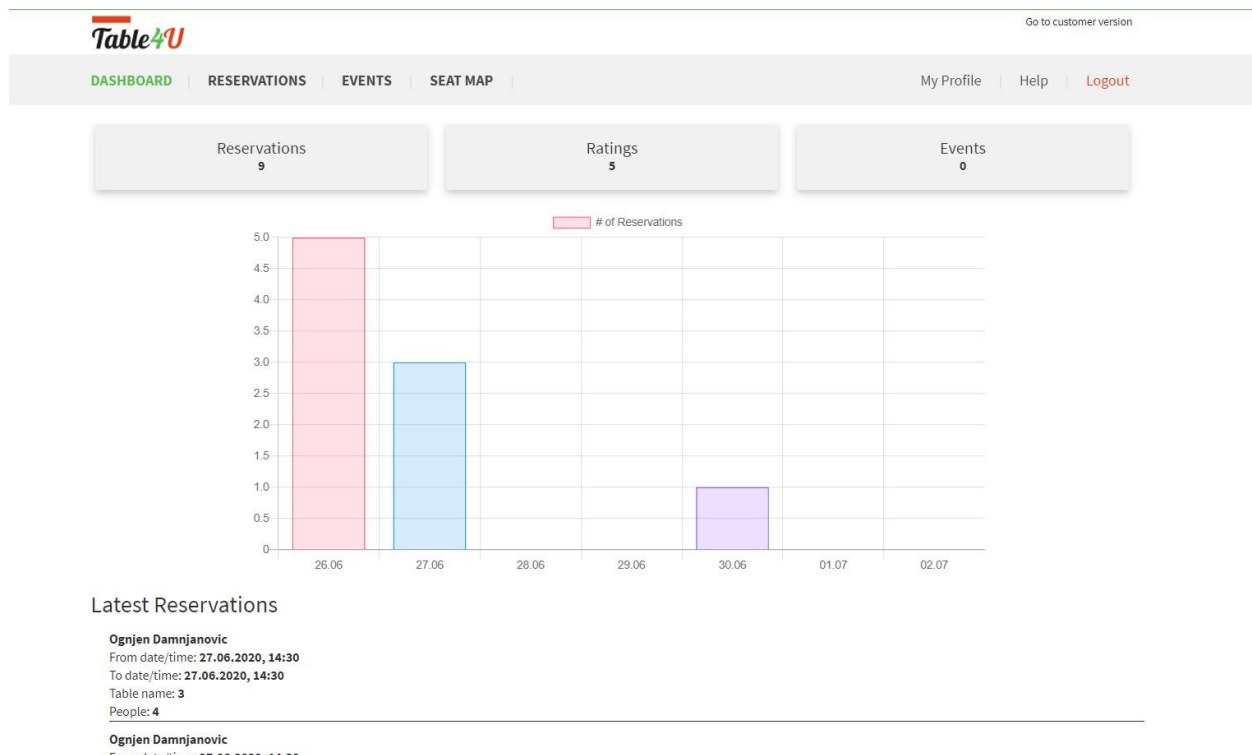 Table4U
Go to customer version
DASHBOARD RESERVATIONS EVENTS SEAT MAP My Profile Help Logout
Reservations
9
Ratings
5
Events
0
# of Reservations
5.0
4.5
4.0
3.5
3.0
2.5
2.0
1.5
1.0
0.5
0
26.06 27.06 28.06 29.06 30.06 01.07 02.07
Latest Reservations
Ognjen Damnjanovic
From date/time: 27.06.2020, 14:30
To date/time: 27.06.2020, 14:30
Table name: 3
People: 4
Ognjen Damnjanovic